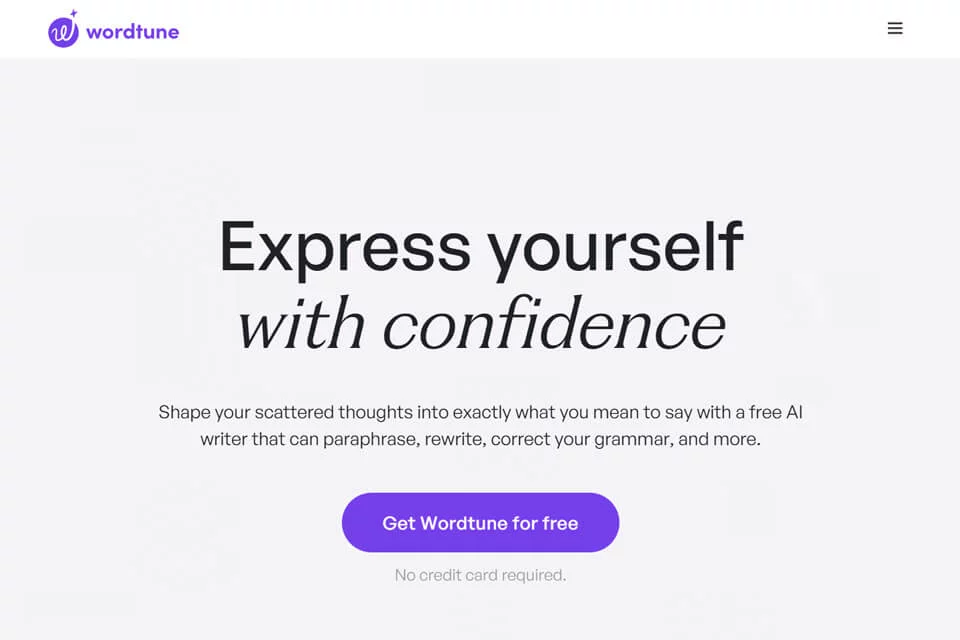 wordtune
Express yourself
with confidence
Shape your scattered thoughts into exactly what you mean to say with a free AI
writer that can paraphrase, rewrite, correct your grammar, and more.
Get Wordtune for free
No credit card required.